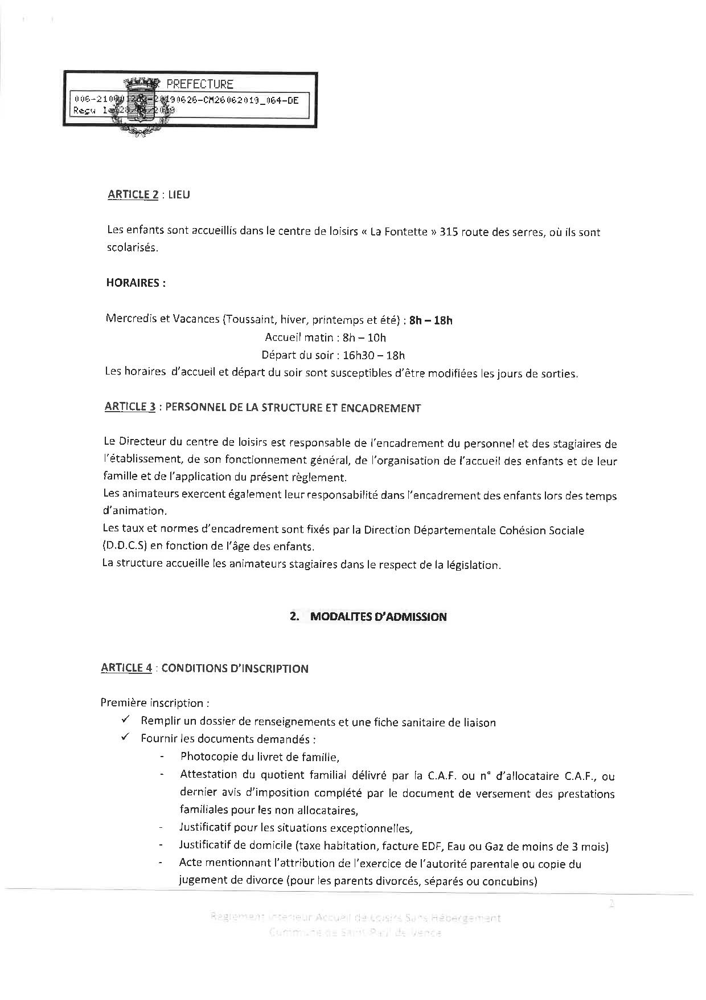 PREFECTURE
190626-CM26062019_064-DE
Reçu
ARTICLE 2 : LIEU
Les enfants sont accueillis dans le centre de loisirs « La Fontette » 315 route des serres, où ils sont
scolarisés.
HORAIRES :
Mercredis et Vacances (Toussaint, hiver, printemps et été) : 8h – 18h
Accueil matin : 8h – 10h
Départ du soir : 16h30 – 18h
Les horaires d'accueil et départ du soir sont susceptibles d'être modifiées les jours de sorties.
ARTICLE 3 : PERSONNEL DE LA STRUCTURE ET ENCADREMENT
Le Directeur du centre de loisirs est responsable de l'encadrement du personnel et des stagiaires de
l'établissement, de son fonctionnement général, de l'organisation de l'accueil des enfants et de leur
famille et de l'application du présent règlement.
Les animateurs exercent également leur responsabilité dans l'encadrement des enfants lors des temps
d'animation.
Les taux et normes d'encadrement sont fixés par la Direction Départementale Cohésion Sociale
(D.D.C.S) en fonction de l'âge des enfants.
La structure accueille les animateurs stagiaires dans le respect de la législation.
2. MODALITES D'ADMISSION
ARTICLE 4 : CONDITIONS D'INSCRIPTION
Première inscription :
✓ Remplir un dossier de renseignements et une fiche sanitaire de liaison
✓ Fournir les documents demandés :
- Photocopie du livret de famille,
- Attestation du quotient familial délivré par la C.A.F. ou n° d'allocataire C.A.F., ou
dernier avis d'imposition complété par le document de versement des prestations
familiales pour les non allocataires,
- Justificatif pour les situations exceptionnelles,
- Justificatif de domicile (taxe habitation, facture EDF, Eau ou Gaz de moins de 3 mois)
- Acte mentionnant l'attribution de l'exercice de l'autorité parentale ou copie du
jugement de divorce (pour les parents divorcés, séparés ou concubins)
2
Règlement intérieur Accueil de Loisirs Sans Hébergement
Commune de Saint Paul de Vence